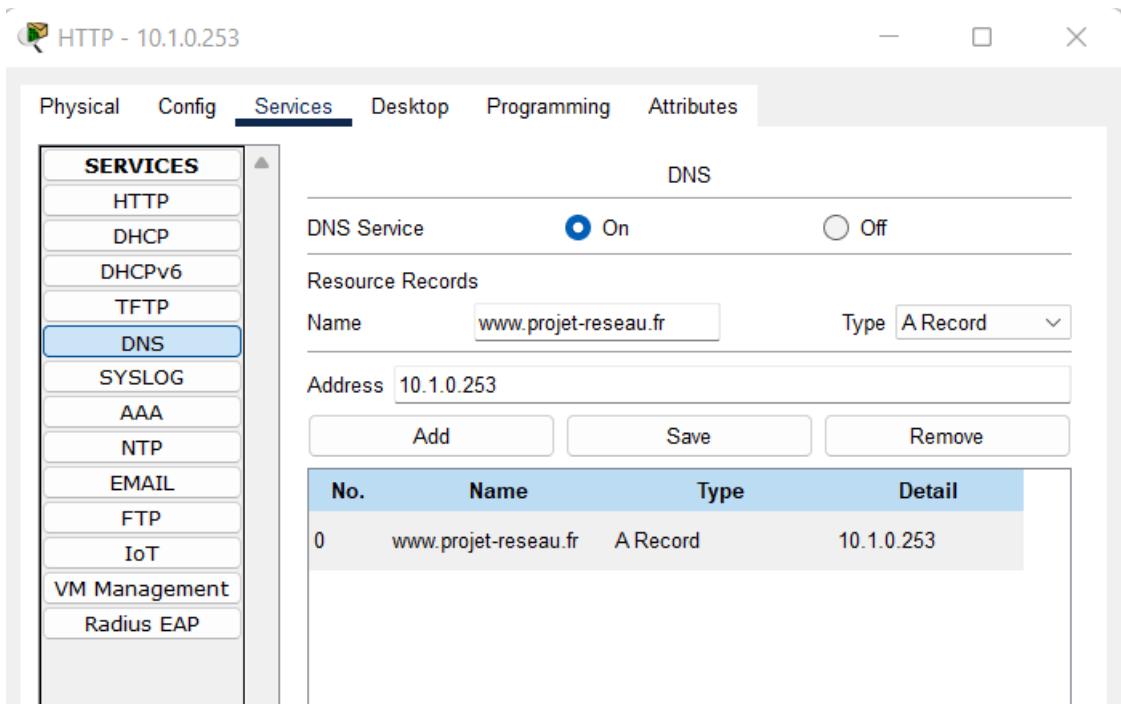 HTTP - 10.1.0.253
Physical Config Services Desktop Programming Attributes
SERVICES
HTTP
DHCP
DHCPv6
TFTP
DNS
SYSLOG
AAA
NTP
EMAIL
FTP
IoT
VM Management
Radius EAP
DNS
DNS Service On Off
Resource Records
Name www.projet-reseau.fr Type A Record
Address 10.1.0.253
Add Save Remove
No. Name Type Detail
0 www.projet-reseau.fr A Record 10.1.0.253